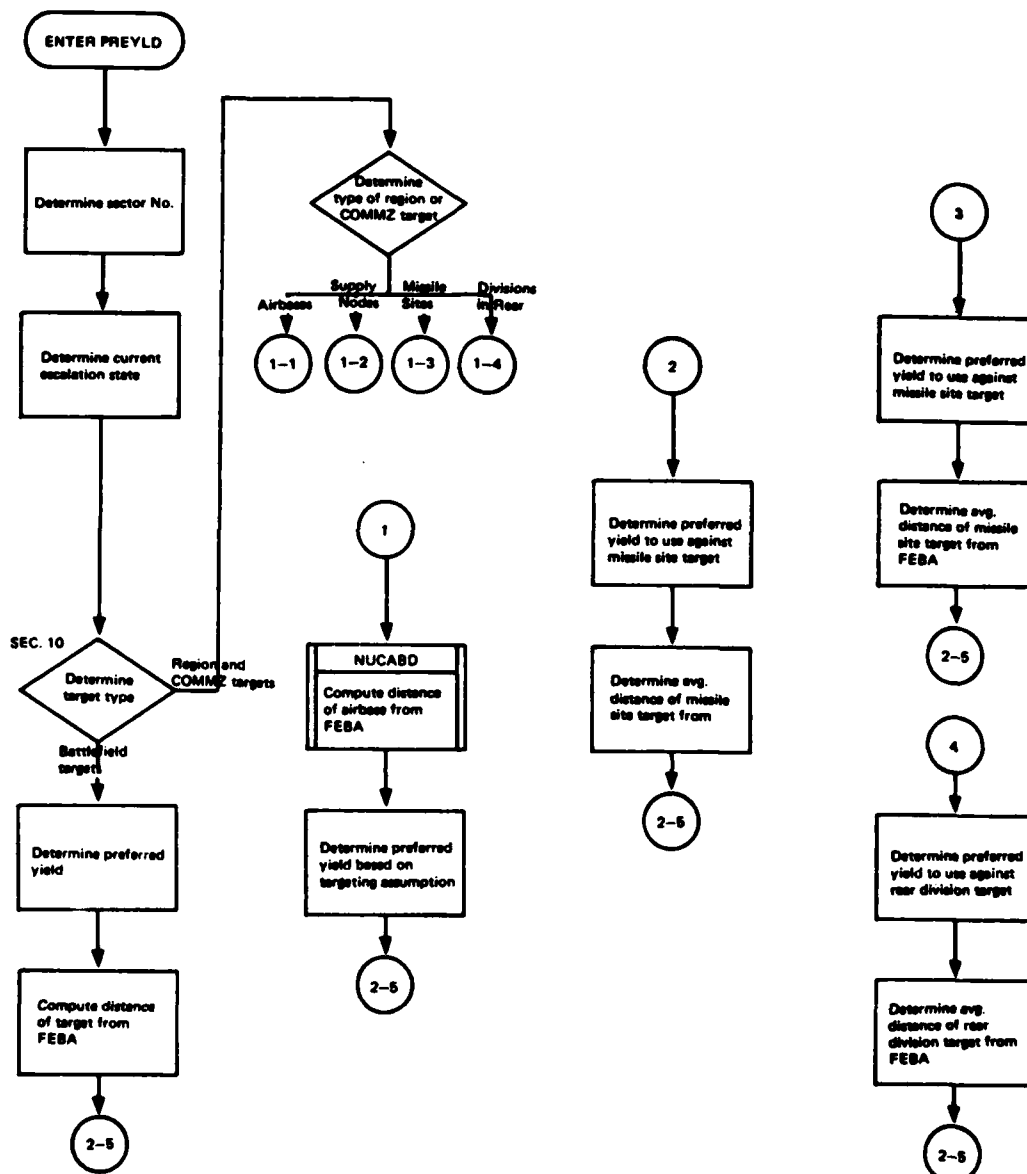 ENTER PREYLD
Determine sector No.
Determine current
escalation state
SEC. 10
Determine
target type
Region and
COMMZ targets
Battlefield
targets
Determine preferred
yield
Compute distance
of target from
FEBA
2-5
Determine
type of region or
COMMZ target
Airbases
Supply
Nodes
Missile
Sites
Divisions
in Rear
1-1
1-2
1-3
1-4
1
NUCABD
Compute distance
of airbase from
FEBA
Determine preferred
yield based on
targeting assumption
2-5
2
Determine preferred
yield to use against
missile site target
Determine avg.
distance of missile
site target from
2-5
3
Determine preferred
yield to use against
missile site target
Determine avg.
distance of missile
site target from
FEBA
2-5
4
Determine preferred
yield to use against
rear division target
Determine avg.
distance of rear
division target from
FEBA
2-5